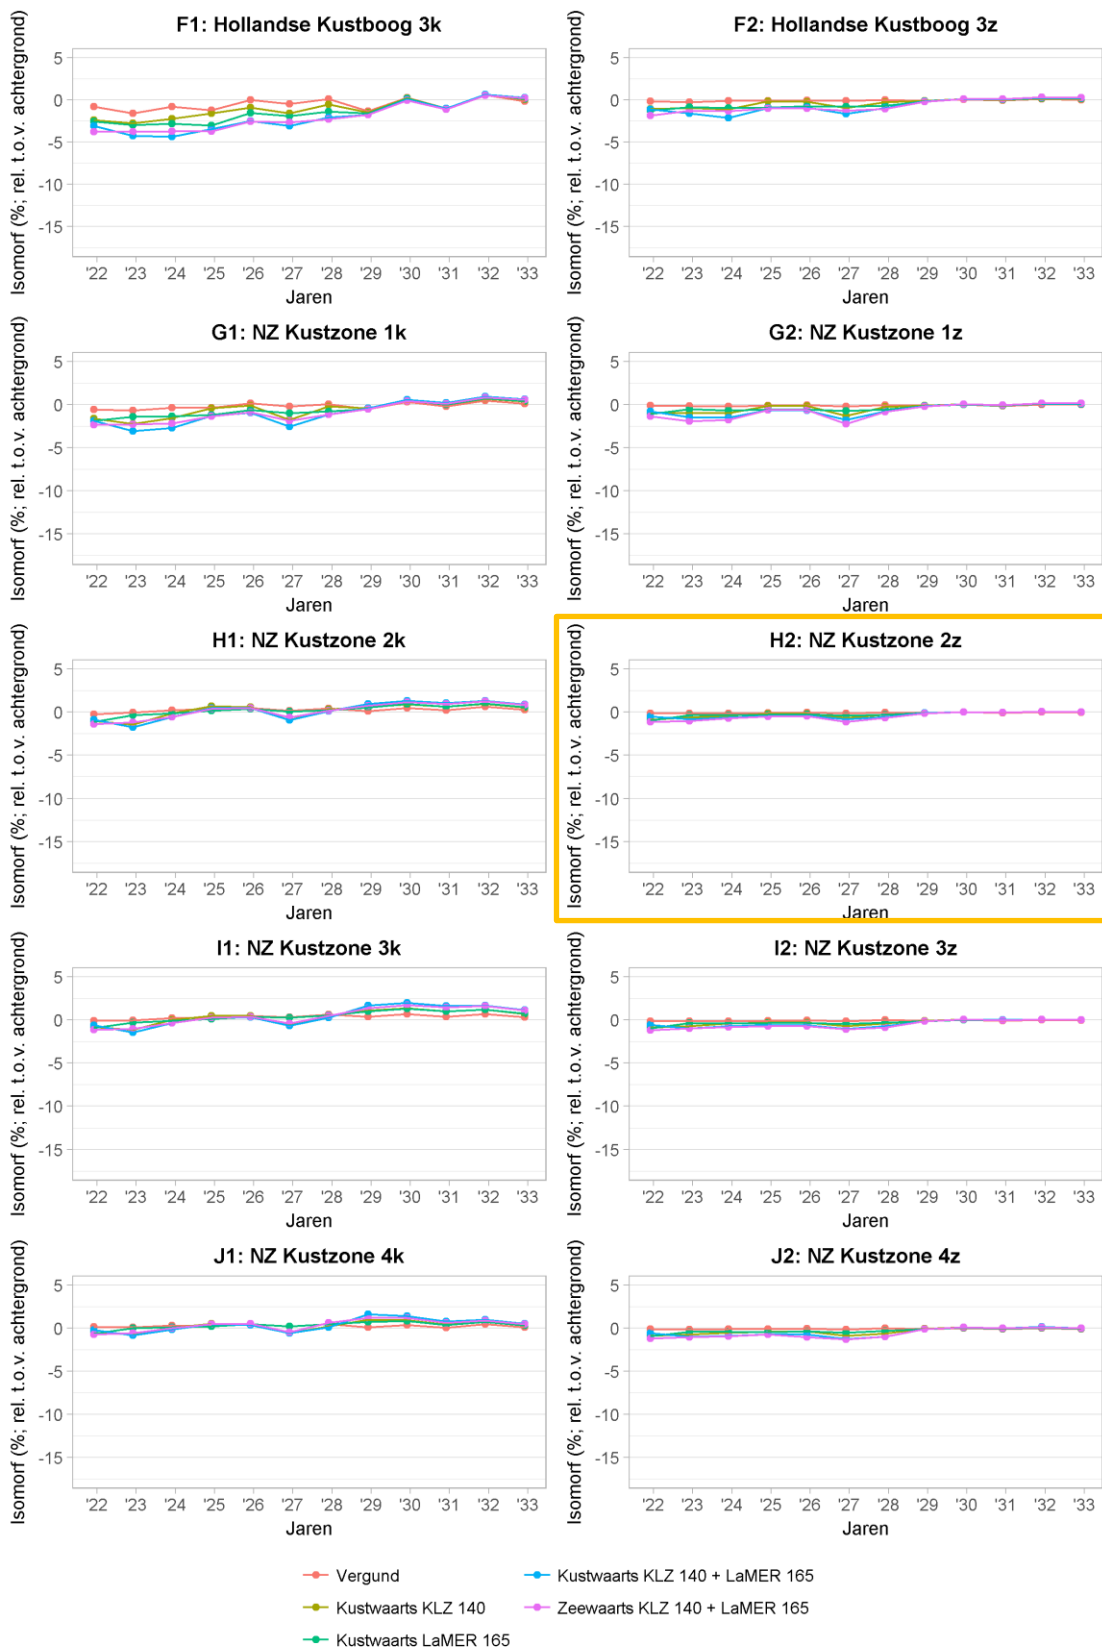 F1: Hollandse Kustboog 3k
Isomorf (%; rel. t.o.v. achtergrond)
5
0
-5
-10
-15
'22 '23 '24 '25 '26 '27 '28 '29 '30 '31 '32 '33
Jaren
F2: Hollandse Kustboog 3z
Isomorf (%; rel. t.o.v. achtergrond)
5
0
-5
-10
-15
'22 '23 '24 '25 '26 '27 '28 '29 '30 '31 '32 '33
Jaren
G1: NZ Kustzone 1k
Isomorf (%; rel. t.o.v. achtergrond)
5
0
-5
-10
-15
'22 '23 '24 '25 '26 '27 '28 '29 '30 '31 '32 '33
Jaren
G2: NZ Kustzone 1z
Isomorf (%; rel. t.o.v. achtergrond)
5
0
-5
-10
-15
'22 '23 '24 '25 '26 '27 '28 '29 '30 '31 '32 '33
Jaren
H1: NZ Kustzone 2k
Isomorf (%; rel. t.o.v. achtergrond)
5
0
-5
-10
-15
'22 '23 '24 '25 '26 '27 '28 '29 '30 '31 '32 '33
Jaren
H2: NZ Kustzone 2z
Isomorf (%; rel. t.o.v. achtergrond)
5
0
-5
-10
-15
'22 '23 '24 '25 '26 '27 '28 '29 '30 '31 '32 '33
Jaren
I1: NZ Kustzone 3k
Isomorf (%; rel. t.o.v. achtergrond)
5
0
-5
-10
-15
'22 '23 '24 '25 '26 '27 '28 '29 '30 '31 '32 '33
Jaren
I2: NZ Kustzone 3z
Isomorf (%; rel. t.o.v. achtergrond)
5
0
-5
-10
-15
'22 '23 '24 '25 '26 '27 '28 '29 '30 '31 '32 '33
Jaren
J1: NZ Kustzone 4k
Isomorf (%; rel. t.o.v. achtergrond)
5
0
-5
-10
-15
'22 '23 '24 '25 '26 '27 '28 '29 '30 '31 '32 '33
Jaren
J2: NZ Kustzone 4z
Isomorf (%; rel. t.o.v. achtergrond)
5
0
-5
-10
-15
'22 '23 '24 '25 '26 '27 '28 '29 '30 '31 '32 '33
Jaren
Vergund
Kustwaarts KLZ 140
Kustwaarts LaMER 165
Kustwaarts KLZ 140 + LaMER 165
Zeewaarts KLZ 140 + LaMER 165